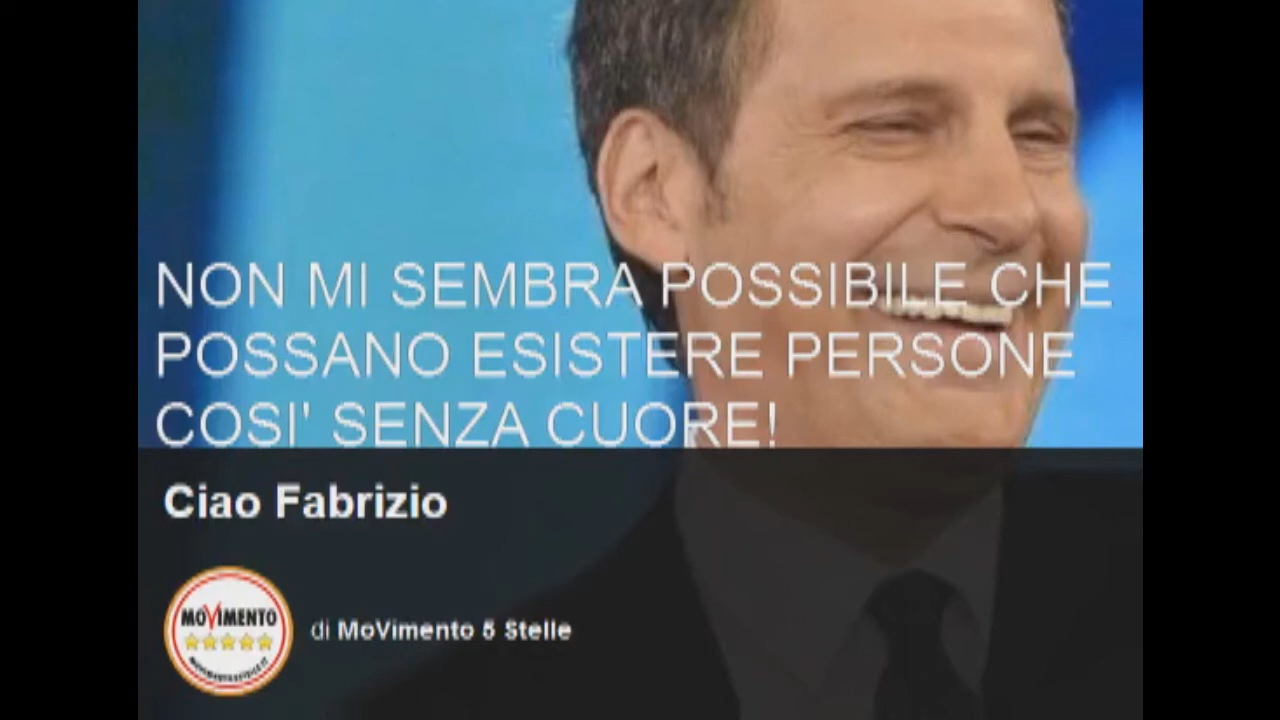 NON MI SEMBRA POSSIBILE CHE
POSSANO ESISTERE PERSONE
COSI' SENZA CUORE!
Ciao Fabrizio
MOVIMENTO
di MoVimento 5 Stelle